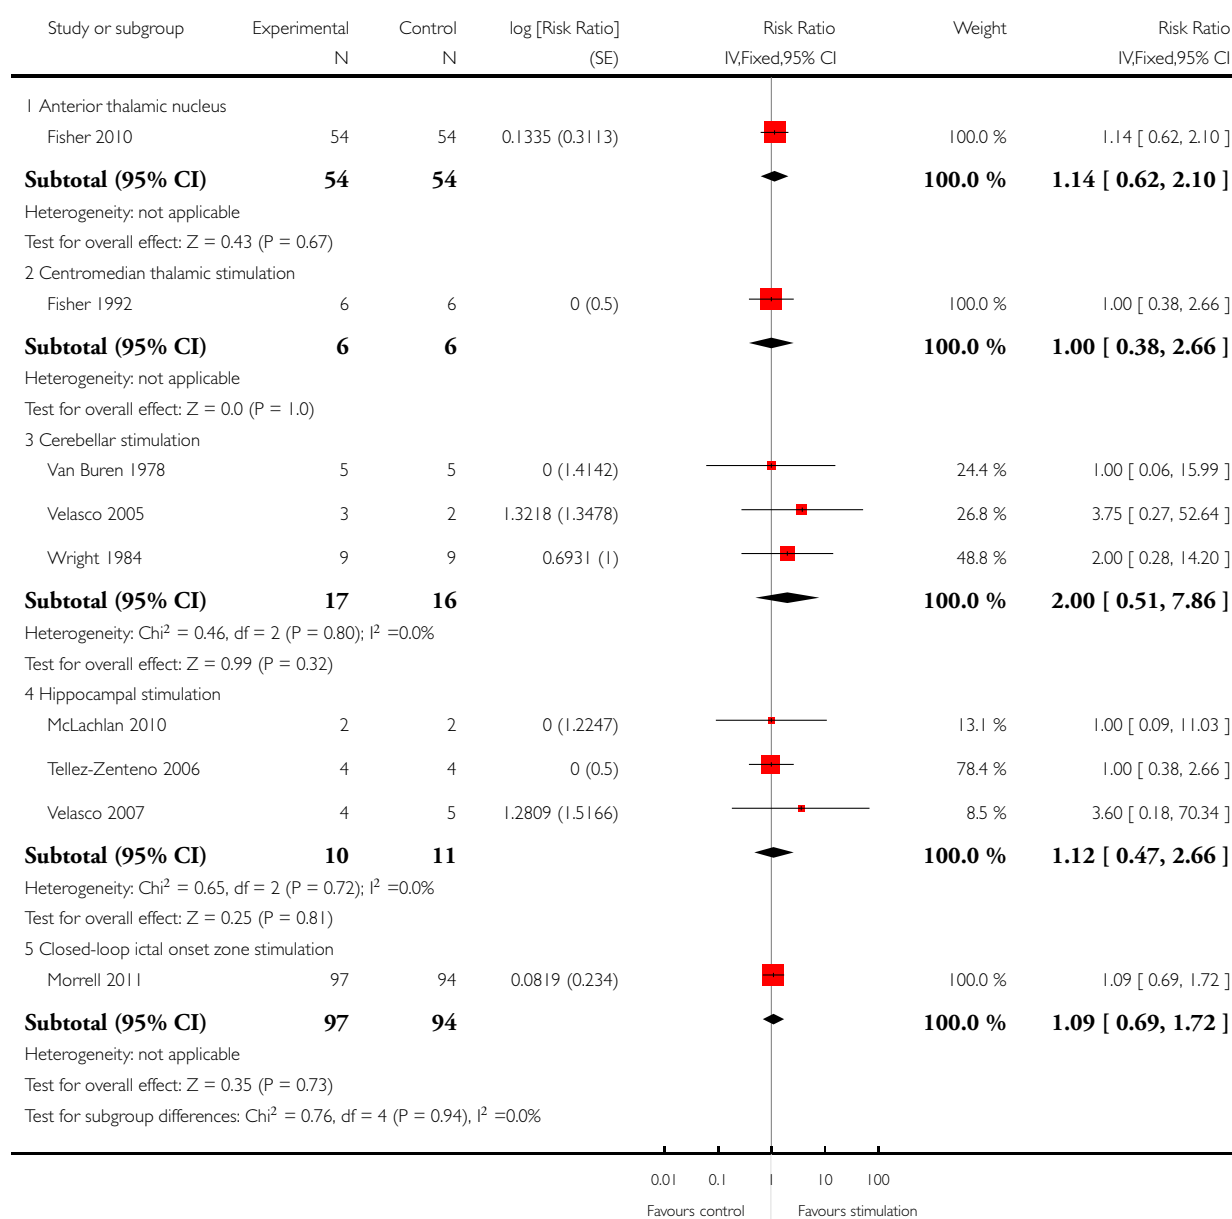 Study or subgroup Experimental Control log [Risk Ratio] Risk Ratio Weight Risk Ratio
N N (SE) IV,Fixed,95% CI IV,Fixed,95% CI
1 Anterior thalamic nucleus
Fisher 2010 54 54 0.1335 (0.3113) 100.0 % 1.14 [ 0.62, 2.10 ]
Subtotal (95% CI) 54 54 100.0 % 1.14 [ 0.62, 2.10 ]
Heterogeneity: not applicable
Test for overall effect: Z = 0.43 (P = 0.67)
2 Centromedian thalamic stimulation
Fisher 1992 6 6 0 (0.5) 100.0 % 1.00 [ 0.38, 2.66 ]
Subtotal (95% CI) 6 6 100.0 % 1.00 [ 0.38, 2.66 ]
Heterogeneity: not applicable
Test for overall effect: Z = 0.0 (P = 1.0)
3 Cerebellar stimulation
Van Buren 1978 5 5 0 (1.4142) 24.4 % 1.00 [ 0.06, 15.99 ]
Velasco 2005 3 2 1.3218 (1.3478) 26.8 % 3.75 [ 0.27, 52.64 ]
Wright 1984 9 9 0.6931 (1) 48.8 % 2.00 [ 0.28, 14.20 ]
Subtotal (95% CI) 17 16 100.0 % 2.00 [ 0.51, 7.86 ]
Heterogeneity: Chi² = 0.46, df = 2 (P = 0.80); I² =0.0%
Test for overall effect: Z = 0.99 (P = 0.32)
4 Hippocampal stimulation
McLachlan 2010 2 2 0 (1.2247) 13.1 % 1.00 [ 0.09, 11.03 ]
Tellez-Zenteno 2006 4 4 0 (0.5) 78.4 % 1.00 [ 0.38, 2.66 ]
Velasco 2007 4 5 1.2809 (1.5166) 8.5 % 3.60 [ 0.18, 70.34 ]
Subtotal (95% CI) 10 11 100.0 % 1.12 [ 0.47, 2.66 ]
Heterogeneity: Chi² = 0.65, df = 2 (P = 0.72); I² =0.0%
Test for overall effect: Z = 0.25 (P = 0.81)
5 Closed-loop ictal onset zone stimulation
Morrell 2011 97 94 0.0819 (0.234) 100.0 % 1.09 [ 0.69, 1.72 ]
Subtotal (95% CI) 97 94 100.0 % 1.09 [ 0.69, 1.72 ]
Heterogeneity: not applicable
Test for overall effect: Z = 0.35 (P = 0.73)
Test for subgroup differences: Chi² = 0.76, df = 4 (P = 0.94), I² =0.0%
0.01 0.1 1 10 100
Favours control Favours stimulation